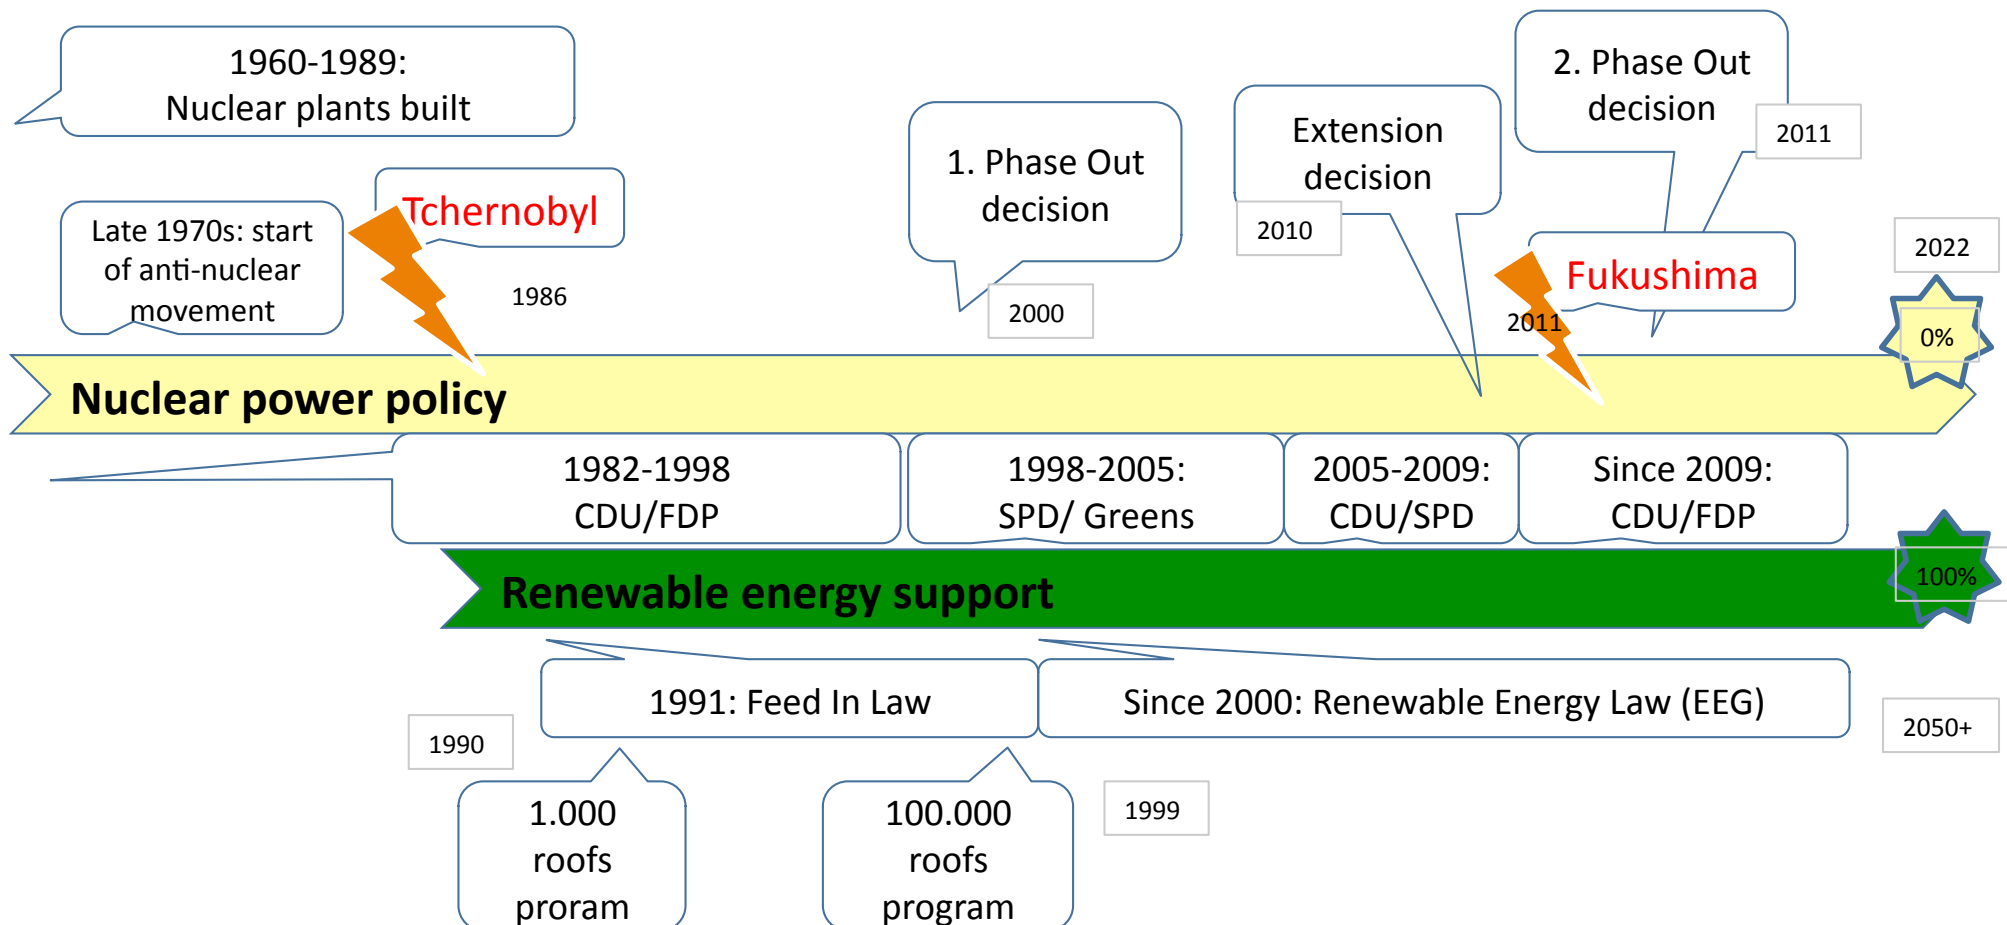 1960-1989:
Nuclear plants built
Late 1970s: start
of anti-nuclear
movement
Tchernobyl
1986
1. Phase Out
decision
2000
Extension
decision
2010
2. Phase Out
decision
2011
Fukushima
2011
2022
0%
Nuclear power policy
1982-1998
CDU/FDP
1998-2005:
SPD/ Greens
2005-2009:
CDU/SPD
Since 2009:
CDU/FDP
Renewable energy support
100%
1991: Feed In Law
Since 2000: Renewable Energy Law (EEG)
2050+
1990
1.000
roofs
proram
100.000
roofs
program
1999